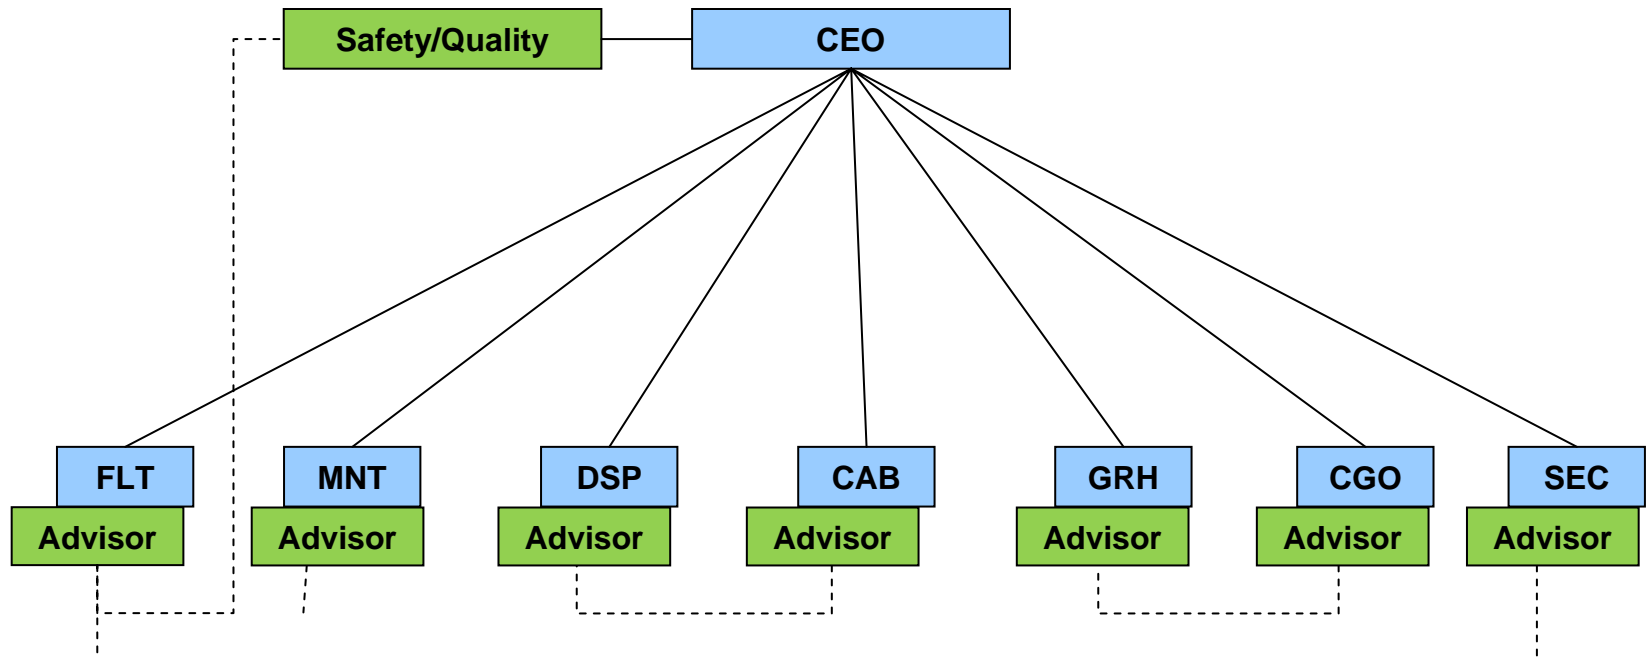 Safety/Quality
CEO
FLT
MNT
DSP
CAB
GRH
CGO
SEC
Advisor
Advisor
Advisor
Advisor
Advisor
Advisor
Advisor